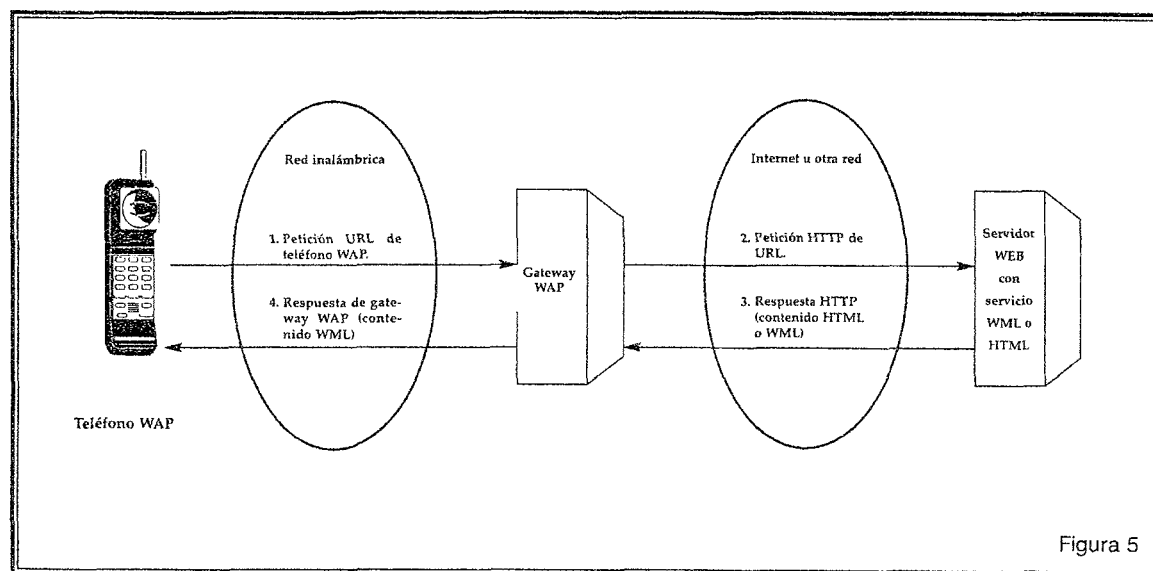 Red inalámbrica
Internet u otra red
1. Petición URL de
teléfono WAP.
2. Petición HTTP de
URL.
Gateway
WAP
Servidor
WEB
con
servicio
WML o
HTML
4. Respuesta de gate-
way WAP (conte-
nido WML)
3. Respuesta HTTP
(contenido HTML
o WML)
Teléfono WAP
Figura 5